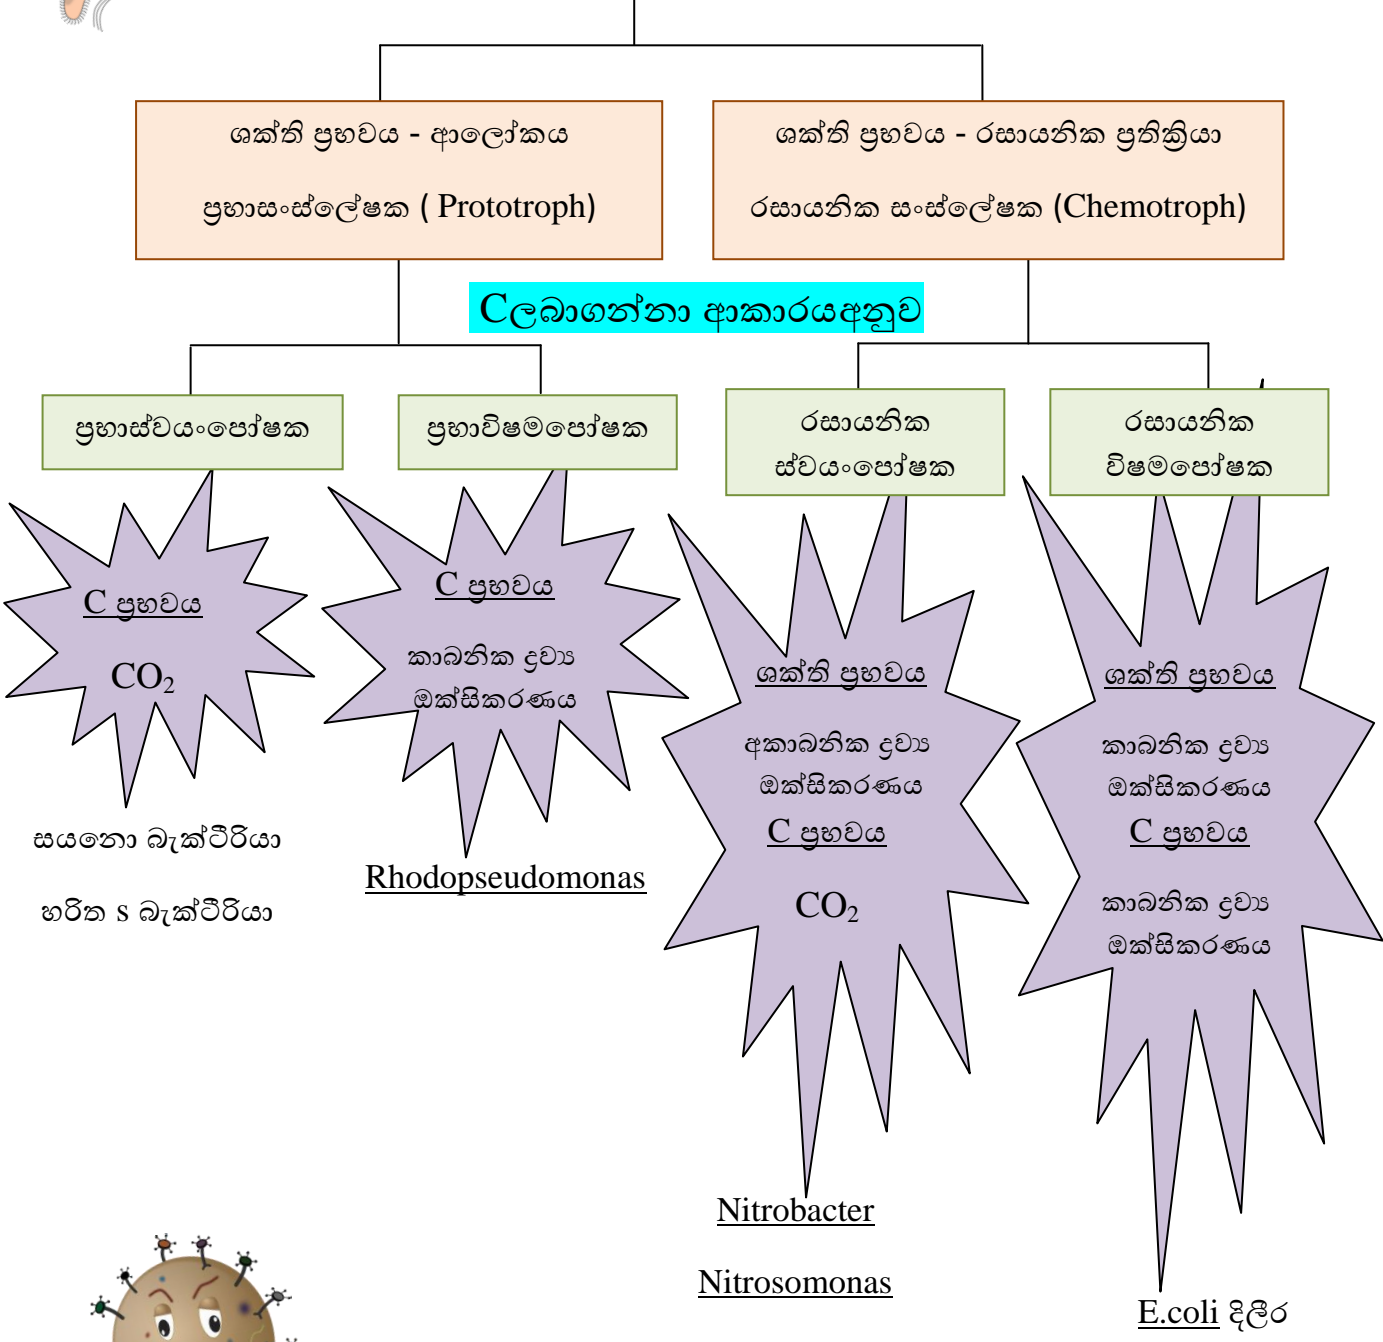 ශක්ති ප්‍රභවය - ආලෝකය
ප්‍රභාසංස්ලේෂක ( Prototroph)
ශක්ති ප්‍රභවය - රසායනික ප්‍රතික්‍රියා
රසායනික සංස්ලේෂක (Chemotroph)
Cලබාගන්නා ආකාරයඅනුව
ප්‍රභාස්වයංපෝෂක
ප්‍රභාවිෂමපෝෂක
රසායනික
ස්වයංපෝෂක
රසායනික
විෂමපෝෂක
C ප්‍රභවය
CO₂
C ප්‍රභවය
කාබනික ද්‍රව්‍ය
ඔක්සිකරණය
ශක්ති ප්‍රභවය
අකාබනික ද්‍රව්‍ය
ඔක්සිකරණය
C ප්‍රභවය
CO₂
ශක්ති ප්‍රභවය
කාබනික ද්‍රව්‍ය
ඔක්සිකරණය
C ප්‍රභවය
කාබනික ද්‍රව්‍ය
ඔක්සිකරණය
සයනො බැක්ටීරියා
හරිත s බැක්ටීරියා
Rhodopseudomonas
Nitrobacter
Nitrosomonas
E.coli දිලීර